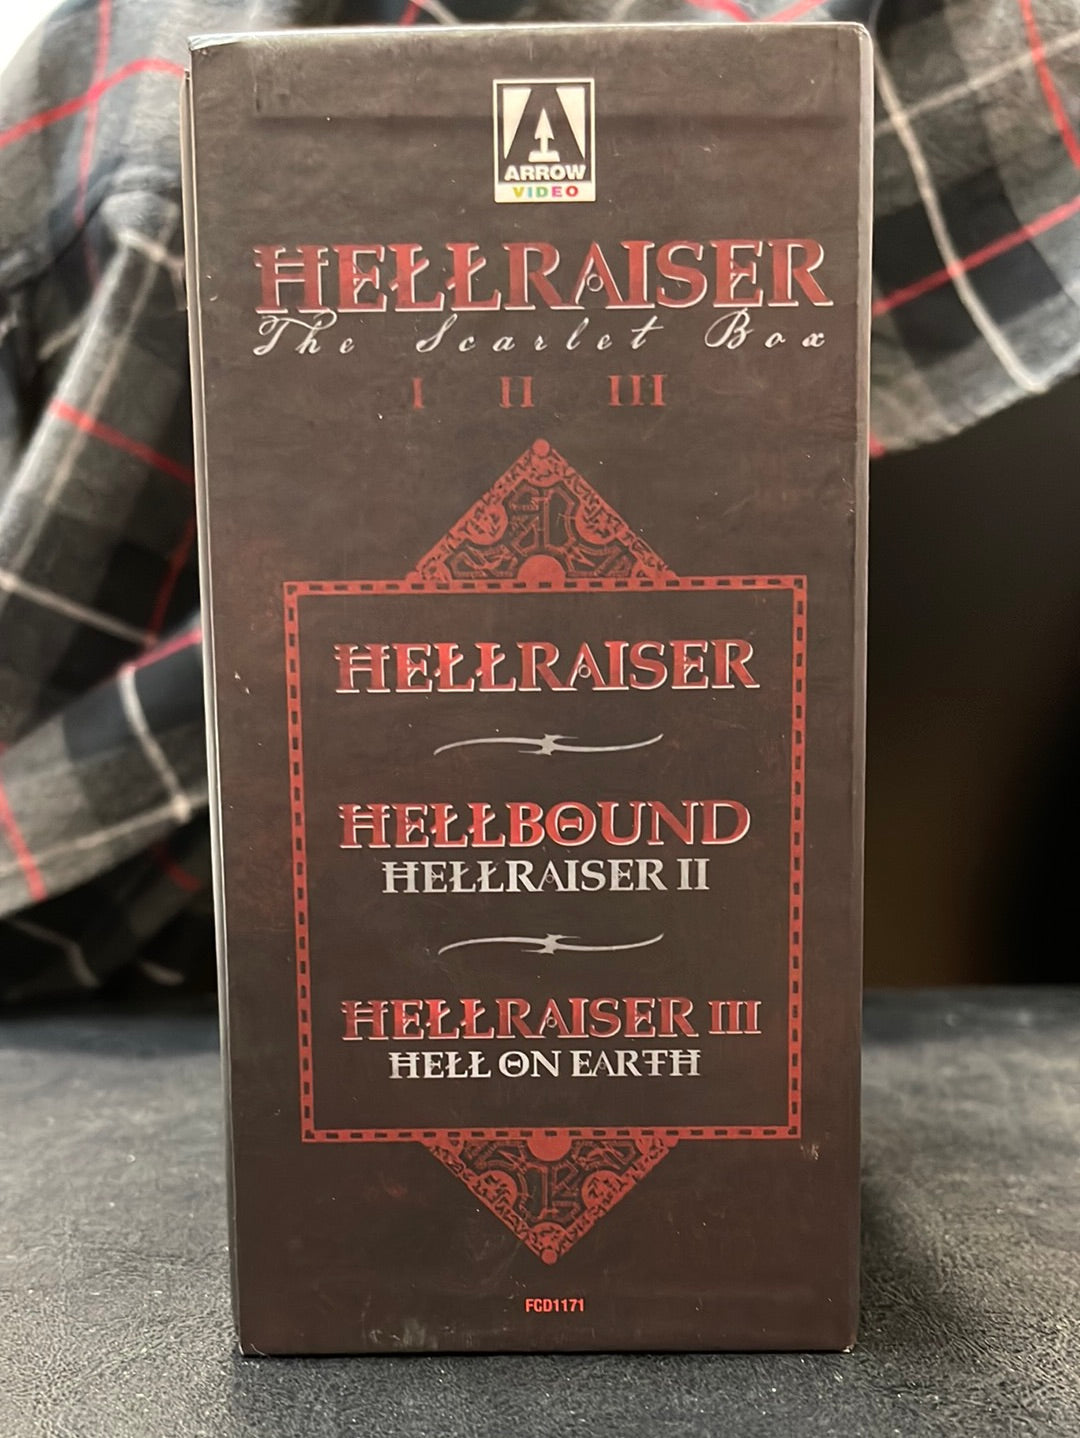 ARROW
VIDEO
HELLRAISER
The Scarlet Box
I II III
HELLRAISER
HELLBOUND
HELLRAISER II
HELLRAISER III
HELL ON EARTH
FCD1171